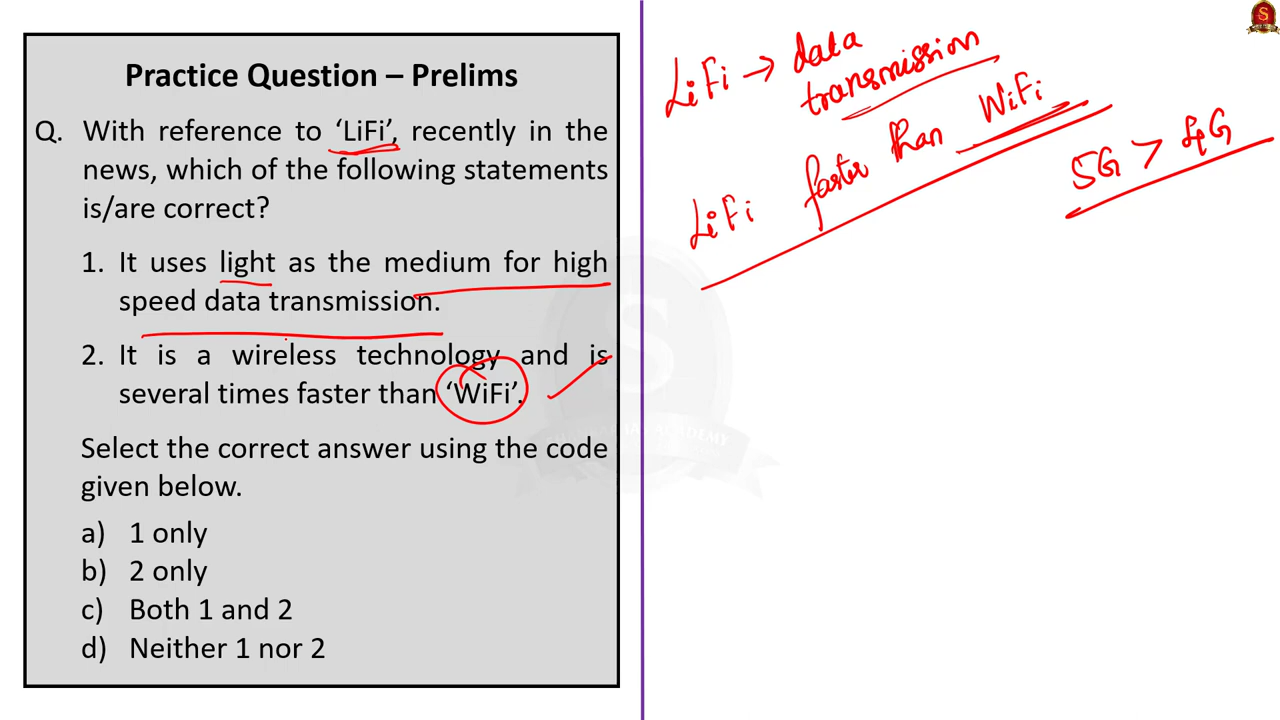 Practice Question – Prelims
Q. With reference to ‘LiFi’, recently in the
news, which of the following statements
is/are correct?
1. It uses light as the medium for high
speed data transmission.
2. It is a wireless technology and is
several times faster than ‘WiFi’.
Select the correct answer using the code
given below.
a) 1 only
b) 2 only
c) Both 1 and 2
d) Neither 1 nor 2
LiFi → data
transmission
LiFi faster than WiFi
5G > 4G
S
ACADEMY